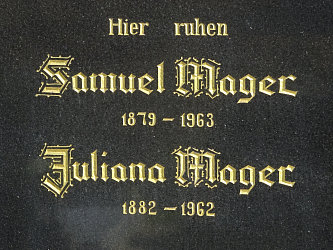 Hier ruhen
Samuel Mager
1879 – 1963
Juliana Mager
1882 – 1962